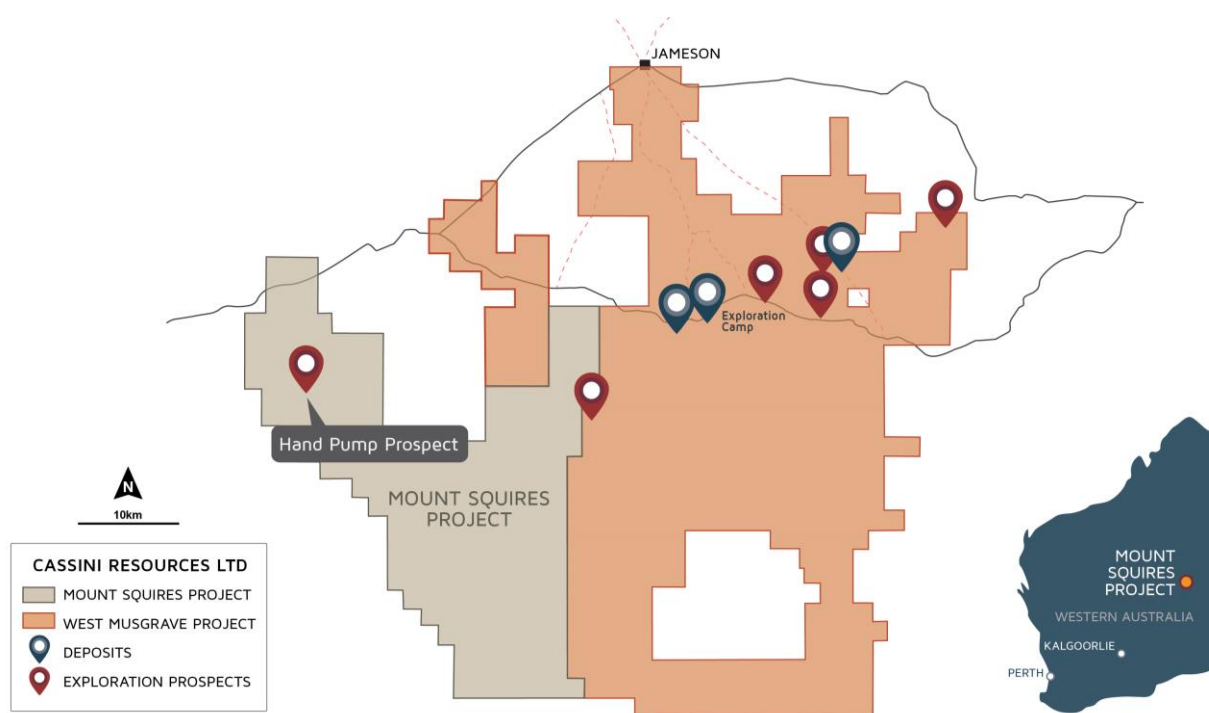 JAMESON
Exploration
Camp
Hand Pump Prospect
MOUNT SQUIRES
PROJECT
N
10km
CASSINI RESOURCES LTD
MOUNT SQUIRES PROJECT
WEST MUSGRAVE PROJECT
DEPOSITS
EXPLORATION PROSPECTS
MOUNT
SQUIRES
PROJECT
WESTERN AUSTRALIA
KALGOORLIE
PERTH